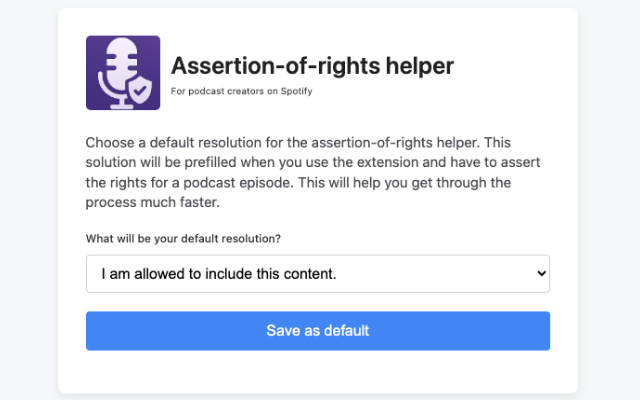 Assertion-of-rights helper
For podcast creators on Spotify
Choose a default resolution for the assertion-of-rights helper. This
solution will be prefilled when you use the extension and have to assert
the rights for a podcast episode. This will help you get through the
process much faster.
What will be your default resolution?
I am allowed to include this content.
Save as default